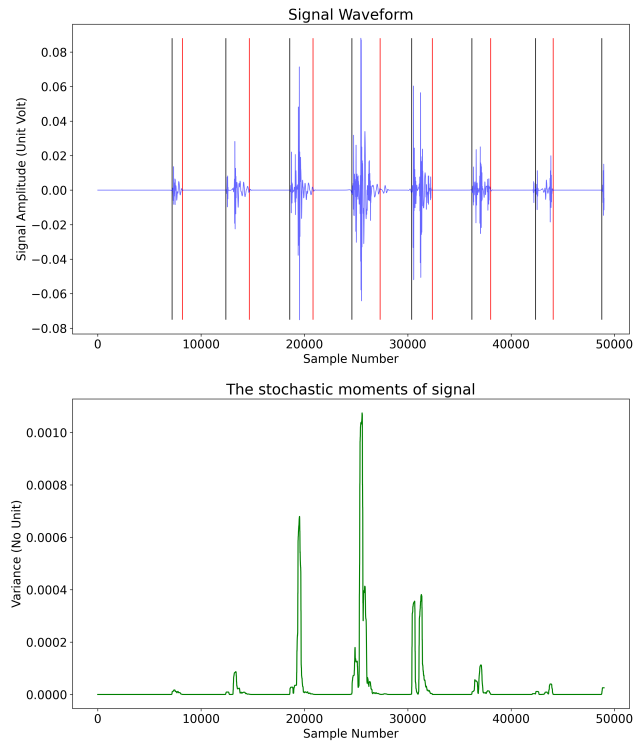 Signal Waveform
Signal Amplitude (Unit Volt)
0.08
0.06
0.04
0.02
0.00
−0.02
−0.04
−0.06
−0.08
0 10000 20000 30000 40000 50000
Sample Number
The stochastic moments of signal
Variance (No Unit)
0.0010
0.0008
0.0006
0.0004
0.0002
0.0000
0 10000 20000 30000 40000 50000
Sample Number